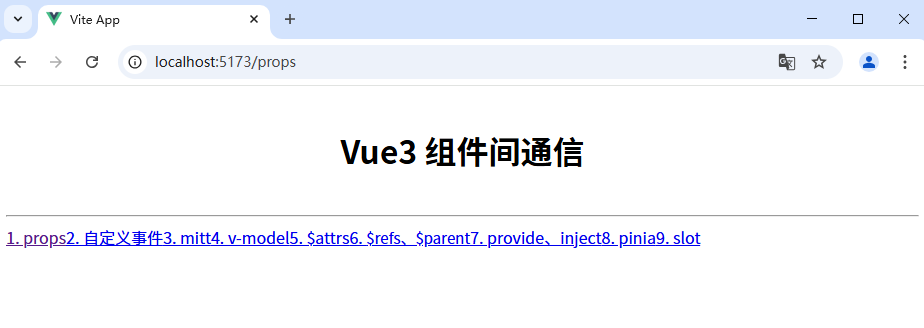 Vite App
localhost:5173/props
Vue3 组件间通信
1. props2. 自定义事件3. mitt4. v-model5. $attrs6. $refs、$parent7. provide、inject8. pinia9. slot